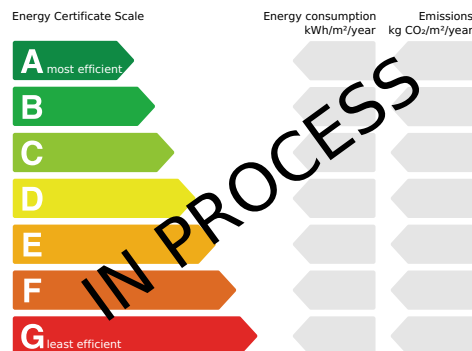 Energy Certificate Scale
Energy consumption
kWh/m²/year
Emissions
kg CO₂/m²/year
A most efficient
B
C
D
E
F
G least efficient
IN PROCESS